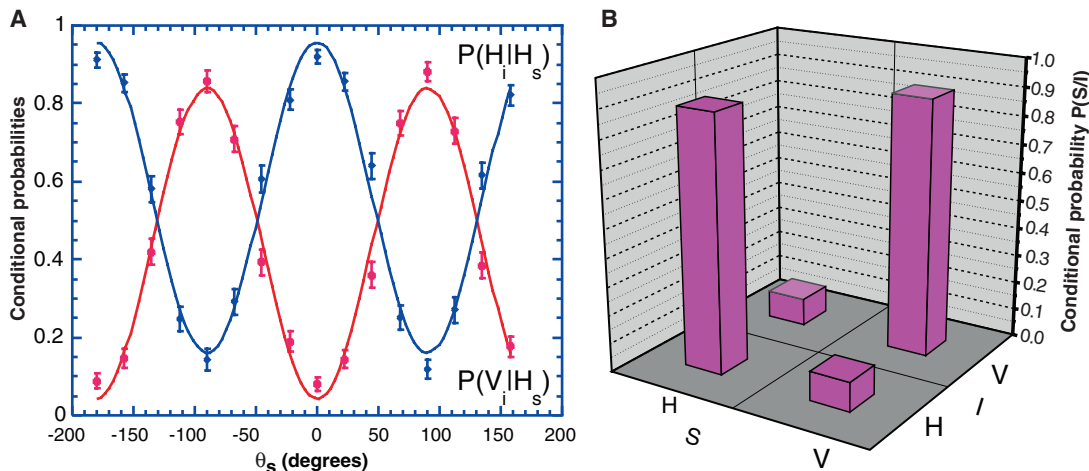 A
Conditional probabilities
1
0.8
0.6
0.4
0.2
0
P(H_i|H_s)
P(V_i|H_s)
-200 -150 -100 -50 0 50 100 150 200
θ_s (degrees)
B
Conditional probability P(S/I)
1.0
0.9
0.8
0.7
0.6
0.5
0.4
0.3
0.2
0.1
0.0
H
S
V
H
I
V